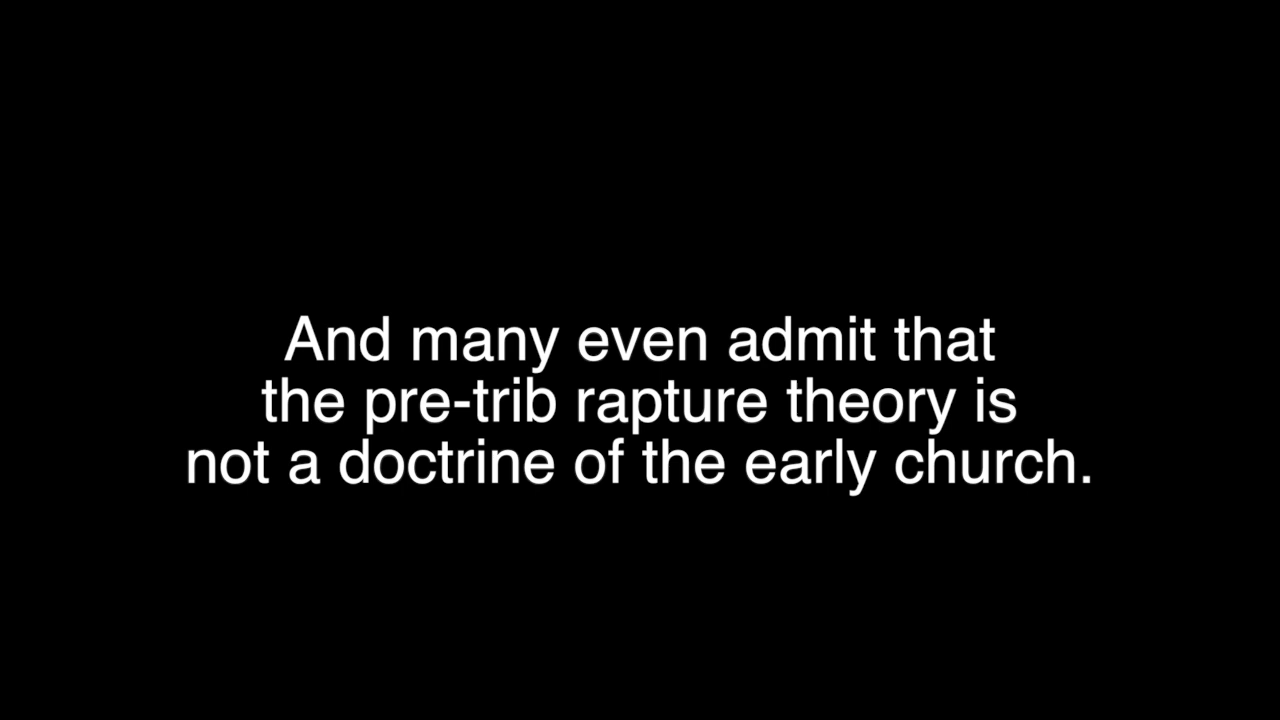 And many even admit that
the pre-trib rapture theory is
not a doctrine of the early church.